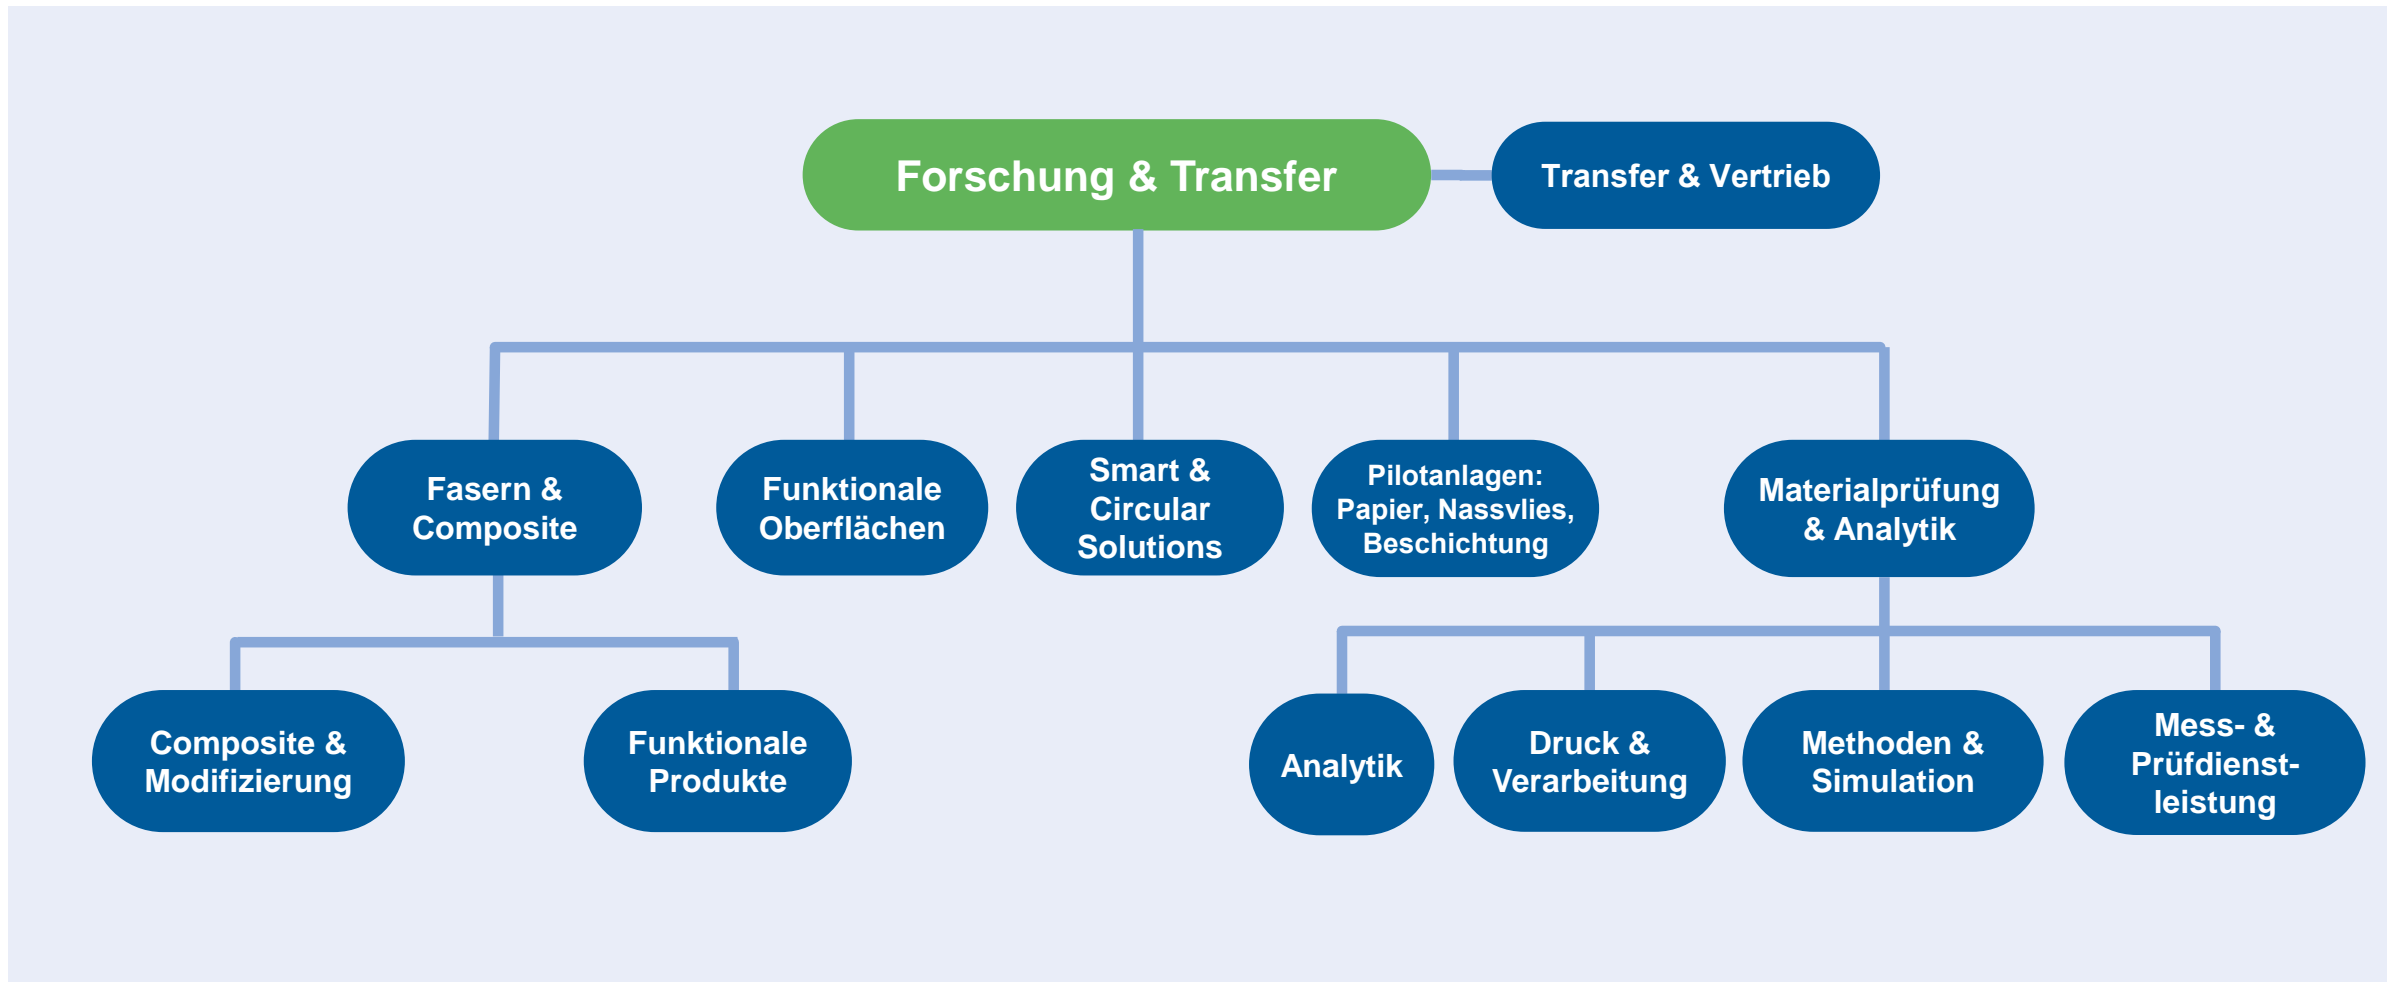 Forschung & Transfer
Transfer & Vertrieb
Fasern &
Composite
Funktionale
Oberflächen
Smart &
Circular
Solutions
Pilotanlagen:
Papier, Nassvlies,
Beschichtung
Materialprüfung
& Analytik
Composite &
Modifizierung
Funktionale
Produkte
Analytik
Druck &
Verarbeitung
Methoden &
Simulation
Mess- &
Prüfdienst-
leistung